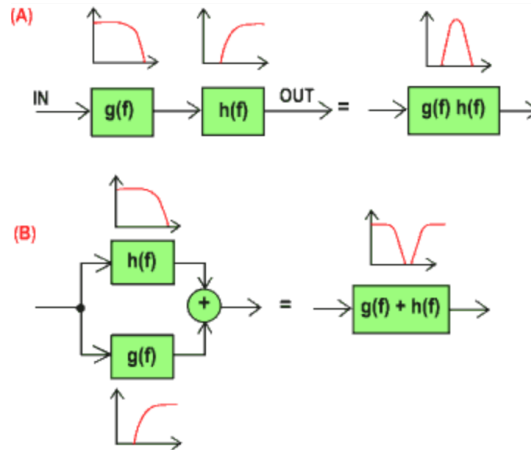 (A)
IN g(f) h(f) OUT = g(f) h(f)
(B)
h(f)
+ = g(f) + h(f)
g(f)